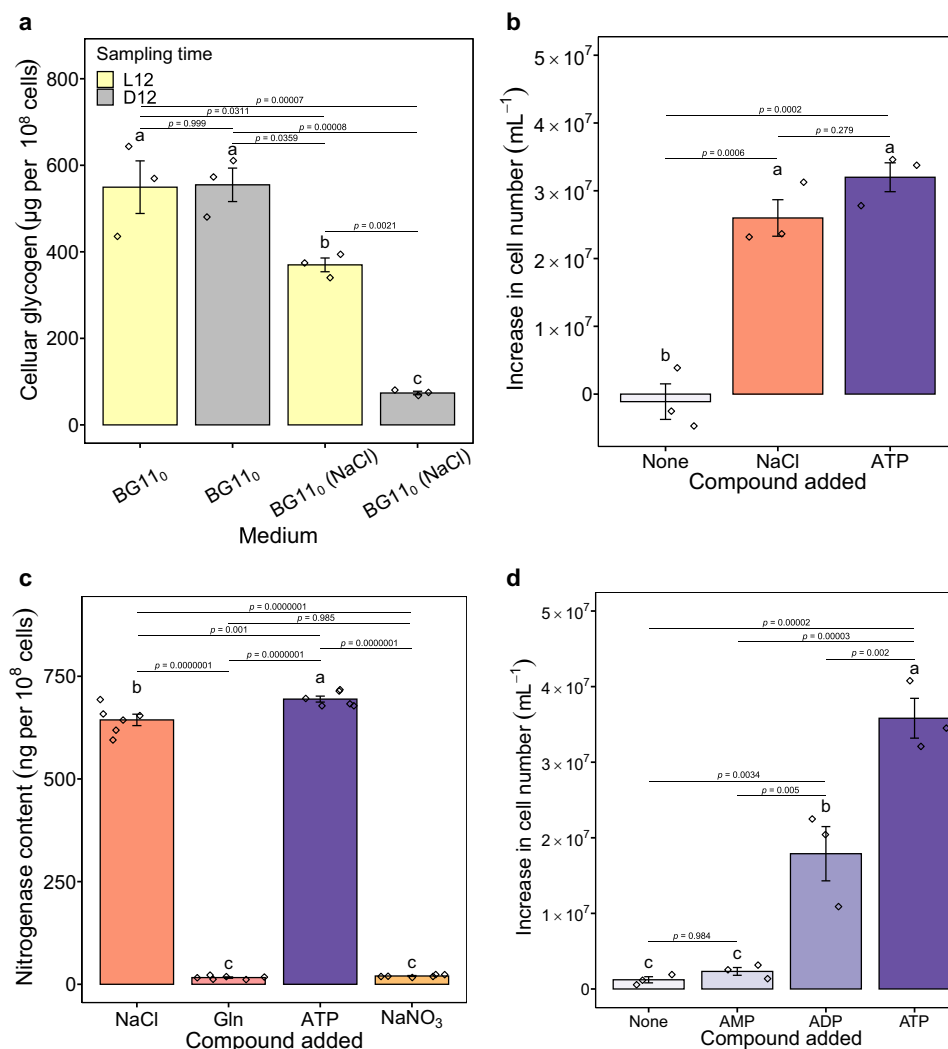 a
Celluar glycogen (µg per 10⁸ cells)
800
600
400
200
0
Sampling time
L12
D12
p = 0.00007
p = 0.0311
p = 0.999
p = 0.00008
p = 0.0359
p = 0.0021
a
a
b
c
BG11₀
BG11₀
BG11₀ (NaCl)
BG11₀ (NaCl)
Medium
b
Increase in cell number (mL⁻¹)
5 × 10⁷
4 × 10⁷
3 × 10⁷
2 × 10⁷
1 × 10⁷
0
p = 0.0002
p = 0.279
p = 0.0006
b
a
a
None
NaCl
ATP
Compound added
c
Nitrogenase content (ng per 10⁸ cells)
750
500
250
0
p = 0.0000001
p = 0.985
p = 0.001
p = 0.0000001
p = 0.0000001
p = 0.0000001
b
c
a
c
NaCl
Gln
ATP
NaNO₃
Compound added
d
Increase in cell number (mL⁻¹)
5 × 10⁷
4 × 10⁷
3 × 10⁷
2 × 10⁷
1 × 10⁷
0
p = 0.00002
p = 0.00003
p = 0.002
p = 0.0034
p = 0.005
p = 0.984
c
c
b
a
None
AMP
ADP
ATP
Compound added